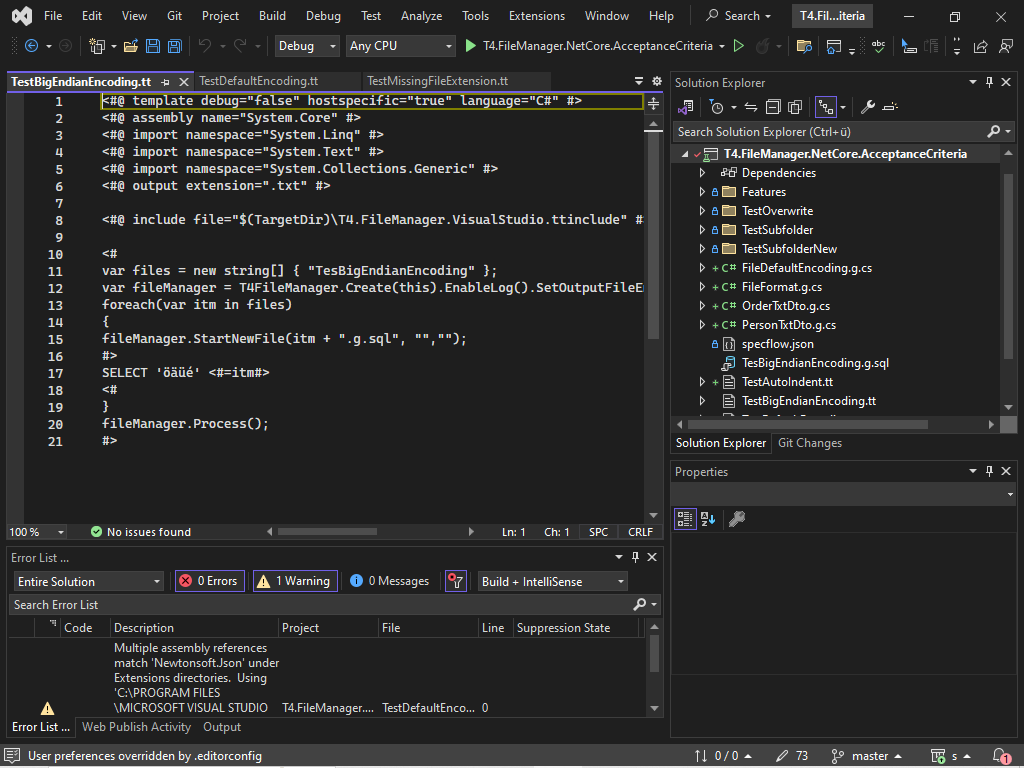 File Edit View Git Project Build Debug Test Analyze Tools Extensions Window Help Search T4.Fil...iteria
Debug Any CPU T4.FileManager.NetCore.AcceptanceCriteria
TestBigEndianEncoding.tt TestDefaultEncoding.tt TestMissingFileExtension.tt
1 <#@ template debug="false" hostspecific="true" language="C#" #>
2 <#@ assembly name="System.Core" #>
3 <#@ import namespace="System.Linq" #>
4 <#@ import namespace="System.Text" #>
5 <#@ import namespace="System.Collections.Generic" #>
6 <#@ output extension=".txt" #>
7
8 <#@ include file="$(TargetDir)\T4.FileManager.VisualStudio.ttinclude" #
9
10 <#
11 var files = new string[] { "TesBigEndianEncoding" };
12 var fileManager = T4FileManager.Create(this).EnableLog().SetOutputFileE
13 foreach(var itm in files)
14 {
15 fileManager.StartNewFile(itm + ".g.sql", "","");
16 #>
17 SELECT 'öäüé' <#=itm#>
18 <#
19 }
20 fileManager.Process();
21 #>
100 % No issues found Ln: 1 Ch: 1 SPC CRLF
Error List ...
Entire Solution 0 Errors 1 Warning 0 Messages Build + IntelliSense
Search Error List
Code Description Project File Line Suppression State
Multiple assembly references
match 'NewtonsoftJson' under
Extensions directories. Using
'C:\PROGRAM FILES
\MICROSOFT VISUAL STUDIO T4.FileManager.... TestDefaultEnco... 0
Error List ... Web Publish Activity Output
Solution Explorer
Search Solution Explorer (Ctrl+ü)
T4.FileManager.NetCore.AcceptanceCriteria
Dependencies
Features
TestOverwrite
TestSubfolder
TestSubfolderNew
C# FileDefaultEncoding.g.cs
C# FileFormat.g.cs
C# OrderTxtDto.g.cs
C# PersonTxtDto.g.cs
specflow.json
TesBigEndianEncoding.g.sql
TestAutoIndent.tt
TestBigEndianEncoding.tt
Solution Explorer Git Changes
Properties
User preferences overridden by .editorconfig 0 / 0 73 master s 1